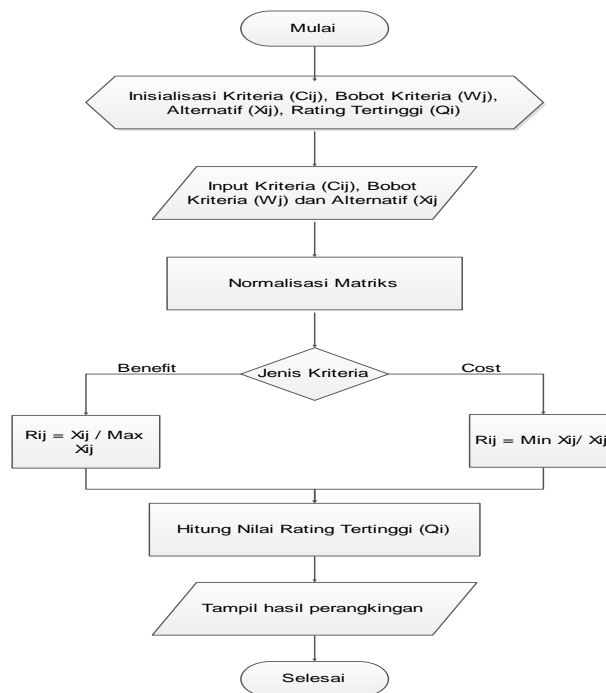 Mulai
Inisialisasi Kriteria (Cij), Bobot Kriteria (Wj),
Alternatif (Xij), Rating Tertinggi (Qi)
Input Kriteria (Cij), Bobot
Kriteria (Wj) dan Alternatif (Xij
Normalisasi Matriks
Benefit
Jenis Kriteria
Cost
Rij = Xij / Max
Xij
Rij = Min Xij/ Xij
Hitung Nilai Rating Tertinggi (Qi)
Tampil hasil perangkingan
Selesai